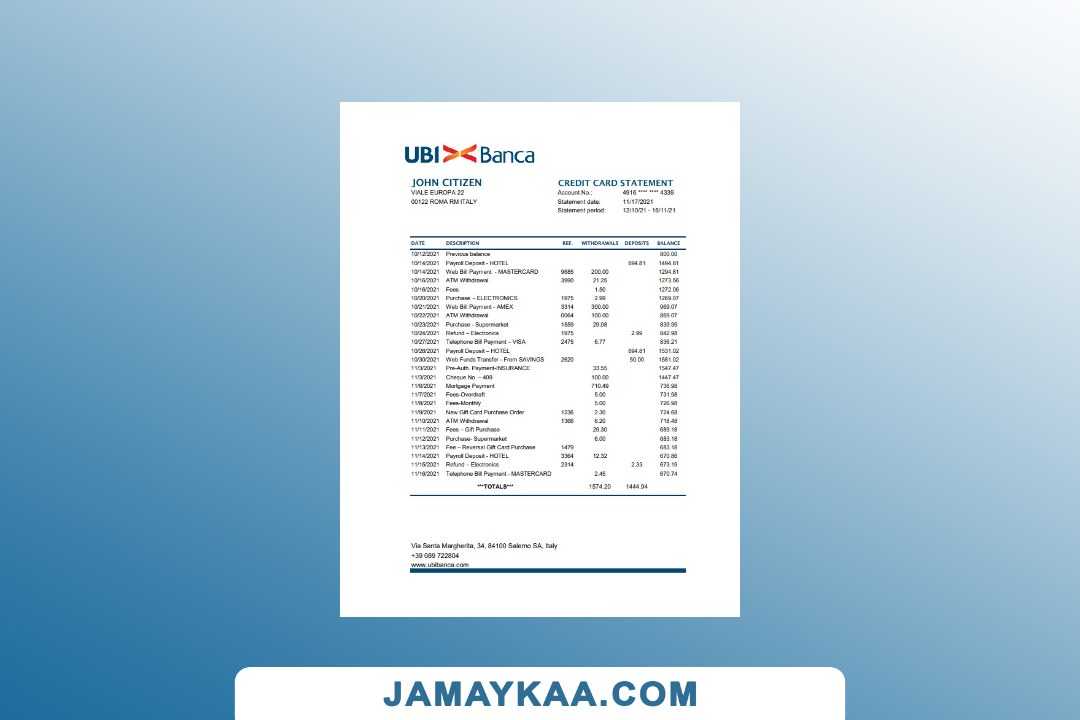 UBI Banca
JOHN CITIZEN
VIALE EUROPA 22
00122 ROMA RM ITALY
CREDIT CARD STATEMENT
Account No.: 4916 **** **** 4339
Statement date: 11/17/2021
Statement period: 12/10/21 - 16/11/21
DATE DESCRIPTION REF. WITHDRAWALS DEPOSITS BALANCE
10/12/2021 Previous balance 800.00
10/14/2021 Payroll Deposit - HOTEL 694.81 1494.81
10/14/2021 Web Bill Payment - MASTERCARD 9685 200.00 1294.81
10/16/2021 ATM Withdrawal 3990 21.25 1273.56
10/16/2021 Fees 1.50 1272.06
10/20/2021 Purchase - ELECTRONICS 1975 2.99 1269.07
10/21/2021 Web Bill Payment - AMEX 3314 300.00 969.07
10/22/2021 ATM Withdrawal 0064 100.00 869.07
10/23/2021 Purchase - Supermarket 1559 29.08 839.99
10/24/2021 Refund – Electronics 1975 2.99 842.98
10/27/2021 Telephone Bill Payment – VISA 2475 6.77 836.21
10/28/2021 Payroll Deposit – HOTEL 694.81 1531.02
10/30/2021 Web Funds Transfer - From SAVINGS 2620 50.00 1581.02
11/3/2021 Pre-Auth. Payment-INSURANCE 33.55 1547.47
11/3/2021 Cheque No. – 409 100.00 1447.47
11/6/2021 Mortgage Payment 710.49 736.98
11/7/2021 Fees-Overdraft 5.00 731.98
11/8/2021 Fees-Monthly 5.00 726.98
11/9/2021 New Gift Card Purchase Order 1236 2.30 724.68
11/10/2021 ATM Withdrawal 1366 6.20 718.48
11/11/2021 Fees – Gift Purchase 29.30 689.18
11/12/2021 Purchase- Supermarket 6.00 683.18
11/13/2021 Fee – Reversal Gift Card Purchase 1479 683.18
11/14/2021 Payroll Deposit - HOTEL 3364 12.32 670.86
11/15/2021 Refund – Electronics 2314 2.33 673.19
11/16/2021 Telephone Bill Payment - MASTERCARD 2.45 670.74
***TOTALS*** 1574.20 1444.94
Via Santa Margherita, 34, 84100 Salerno SA, Italy
+39 089 722804
www.ubibanca.com
JAMAYKAA.COM